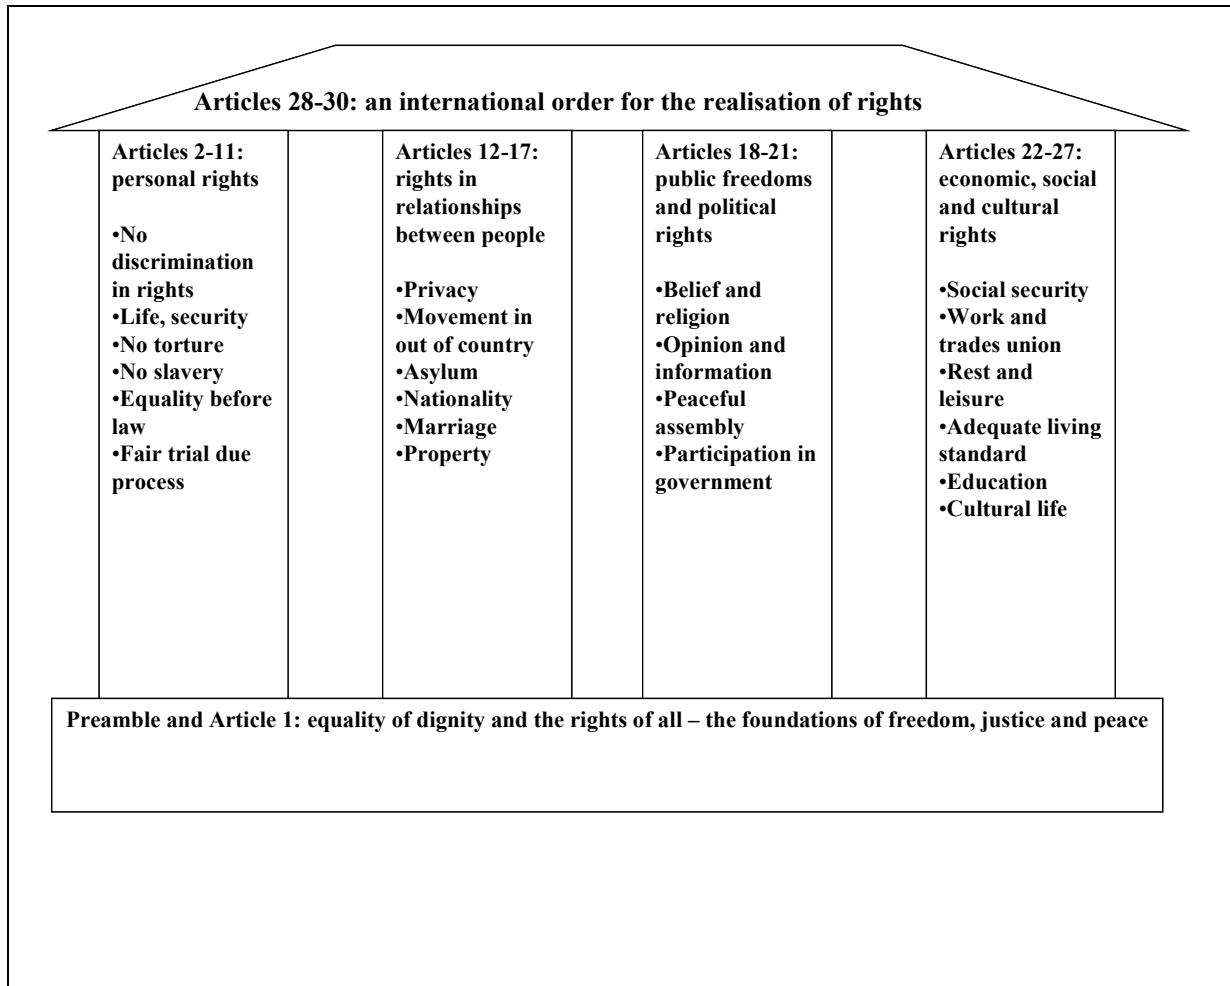 Articles 28-30: an international order for the realisation of rights
Articles 2-11:
personal rights
•No
discrimination
in rights
•Life, security
•No torture
•No slavery
•Equality before
law
•Fair trial due
process
Articles 12-17:
rights in
relationships
between people
•Privacy
•Movement in
out of country
•Asylum
•Nationality
•Marriage
•Property
Articles 18-21:
public freedoms
and political
rights
•Belief and
religion
•Opinion and
information
•Peaceful
assembly
•Participation in
government
Articles 22-27:
economic, social
and cultural
rights
•Social security
•Work and
trades union
•Rest and
leisure
•Adequate living
standard
•Education
•Cultural life
Preamble and Article 1: equality of dignity and the rights of all – the foundations of freedom, justice and peace